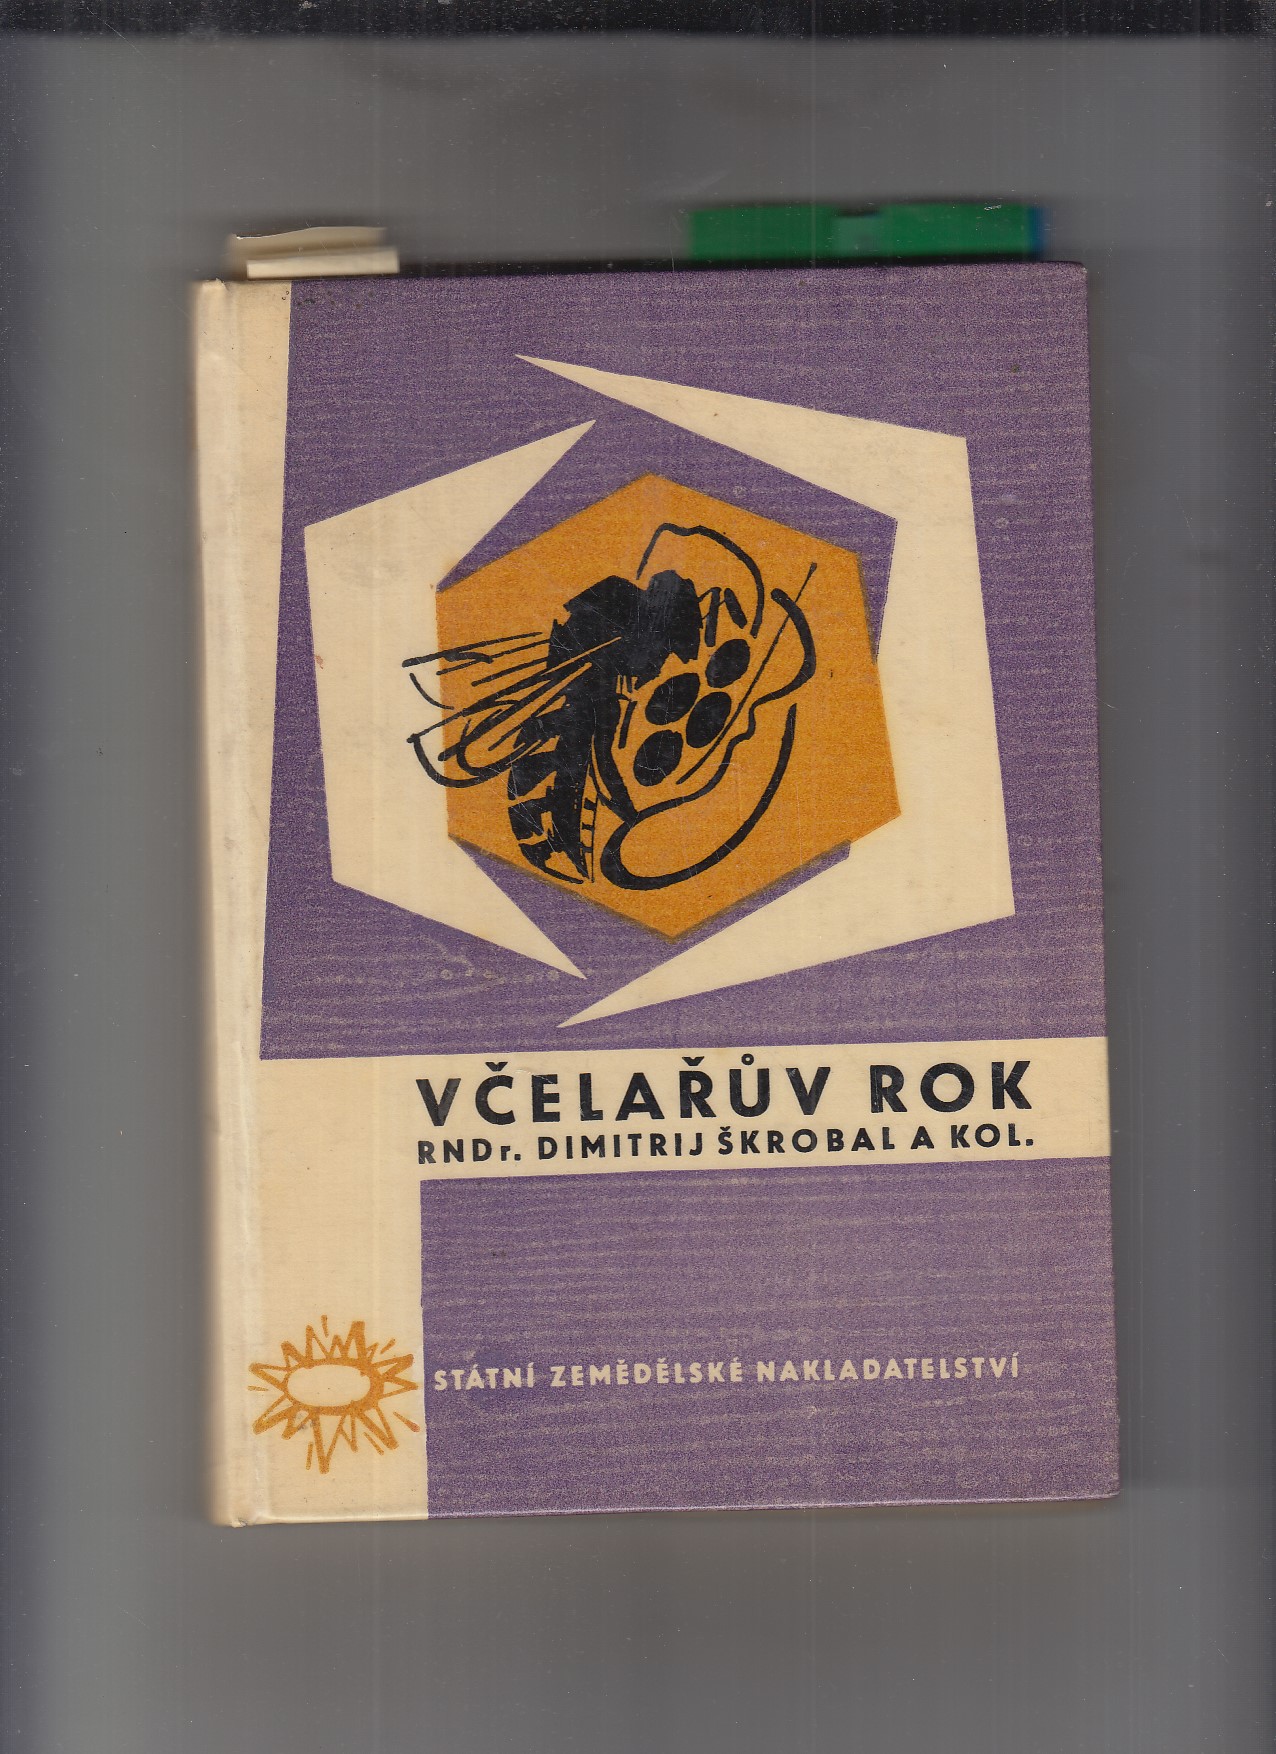 VČELAŘŮV ROK
RNDr. DIMITRIJ ŠKROBAL A KOL.
STÁTNÍ ZEMĚDĚLSKÉ NAKLADATELSTVÍ